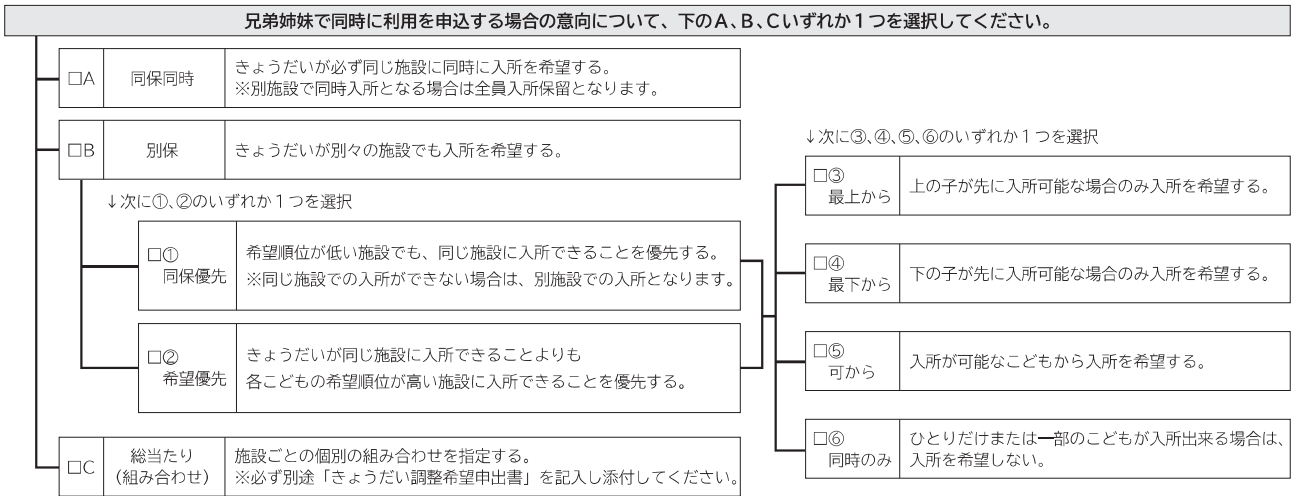 兄弟姉妹で同時に利用を申込する場合の意向について、下のA、B、Cいずれか1つを選択してください。
□A
同保同時
きょうだいが必ず同じ施設に同時に入所を希望する。
※別施設で同時入所となる場合は全員入所保留となります。
□B
別保
きょうだいが別々の施設でも入所を希望する。
↓次に①、②のいずれか1つを選択
□①
同保優先
希望順位が低い施設でも、同じ施設に入所できることを優先する。
※同じ施設での入所ができない場合は、別施設での入所となります。
□②
希望優先
きょうだいが同じ施設に入所できることよりも
各こどもの希望順位が高い施設に入所できることを優先する。
↓次に③、④、⑤、⑥のいずれか1つを選択
□③
最上から
上の子が先に入所可能な場合のみ入所を希望する。
□④
最下から
下の子が先に入所可能な場合のみ入所を希望する。
□⑤
可から
入所が可能なこどもから入所を希望する。
□⑥
同時のみ
ひとりだけまたは一部のこどもが入所出来る場合は、
入所を希望しない。
□C
総当たり
(組み合わせ)
施設ごとの個別の組み合わせを指定する。
※必ず別途「きょうだい調整希望申出書」を記入し添付してください。